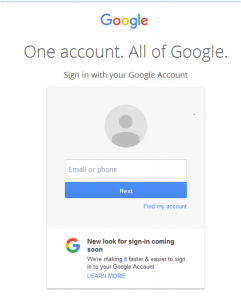 Google
One account. All of Google.
Sign in with your Google Account
Email or phone
Next
Find my account
New look for sign-in coming
soon
We're making it faster & easier to sign
in to your Google Account
LEARN MORE